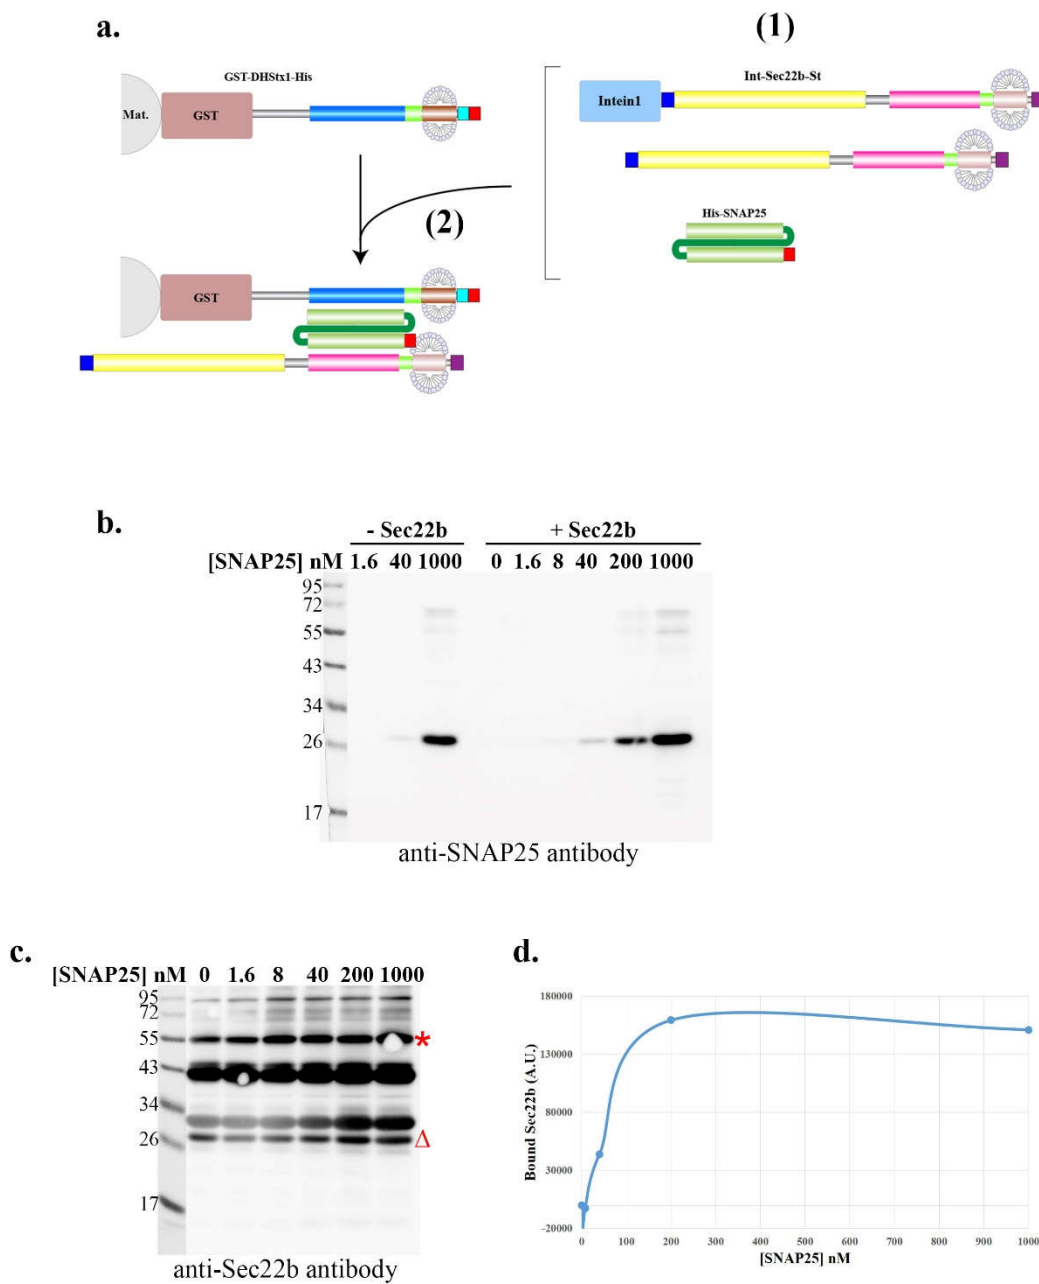 a.
(1)
GST-DHStx1-His
Int-Sec22b-St
Mat.
GST
Intein1
His-SNAP25
(2)
GST
b.
- Sec22b + Sec22b
[SNAP25] nM 1.6 40 1000 0 1.6 8 40 200 1000
95
72
55
43
34
26
17
anti-SNAP25 antibody
c.
[SNAP25] nM 0 1.6 8 40 200 1000
95
72
55 *
43
34
26 Δ
17
anti-Sec22b antibody
d.
180000
130000
80000
30000
-20000
Bound Sec22b (A.U.)
0 100 200 300 400 500 600 700 800 900 1000
[SNAP25] nM